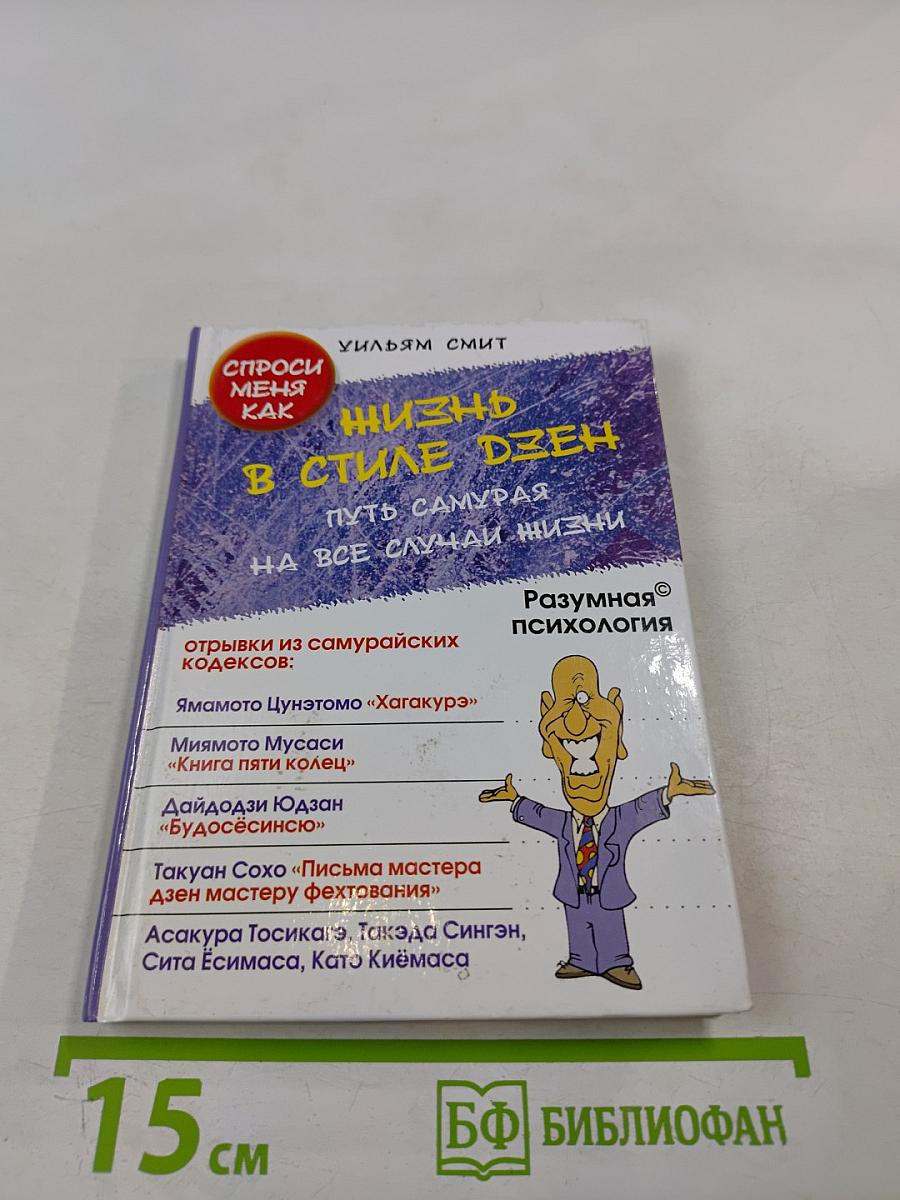 УИЛЬЯМ СМИТ
СПРОСИ
МЕНЯ
КАК
ЖИЗНЬ
В СТИЛЕ ДЗЕН
ПУТЬ САМУРАЯ
НА ВСЕ СЛУЧАИ ЖИЗНИ
Разумная©
психология
отрывки из самурайских
кодексов:
Ямамото Цунэтомо «Хагакурэ»
Миямото Мусаси
«Книга пяти колец»
Дайдодзи Юдзан
«Будосёсинсю»
Такуан Сохо «Письма мастера
дзен мастеру фехтования»
Асакура Тосикагэ, Такэда Сингэн,
Сита Ёсимаса, Като Киёмаса
15 см
БФ БИБЛИОФАН